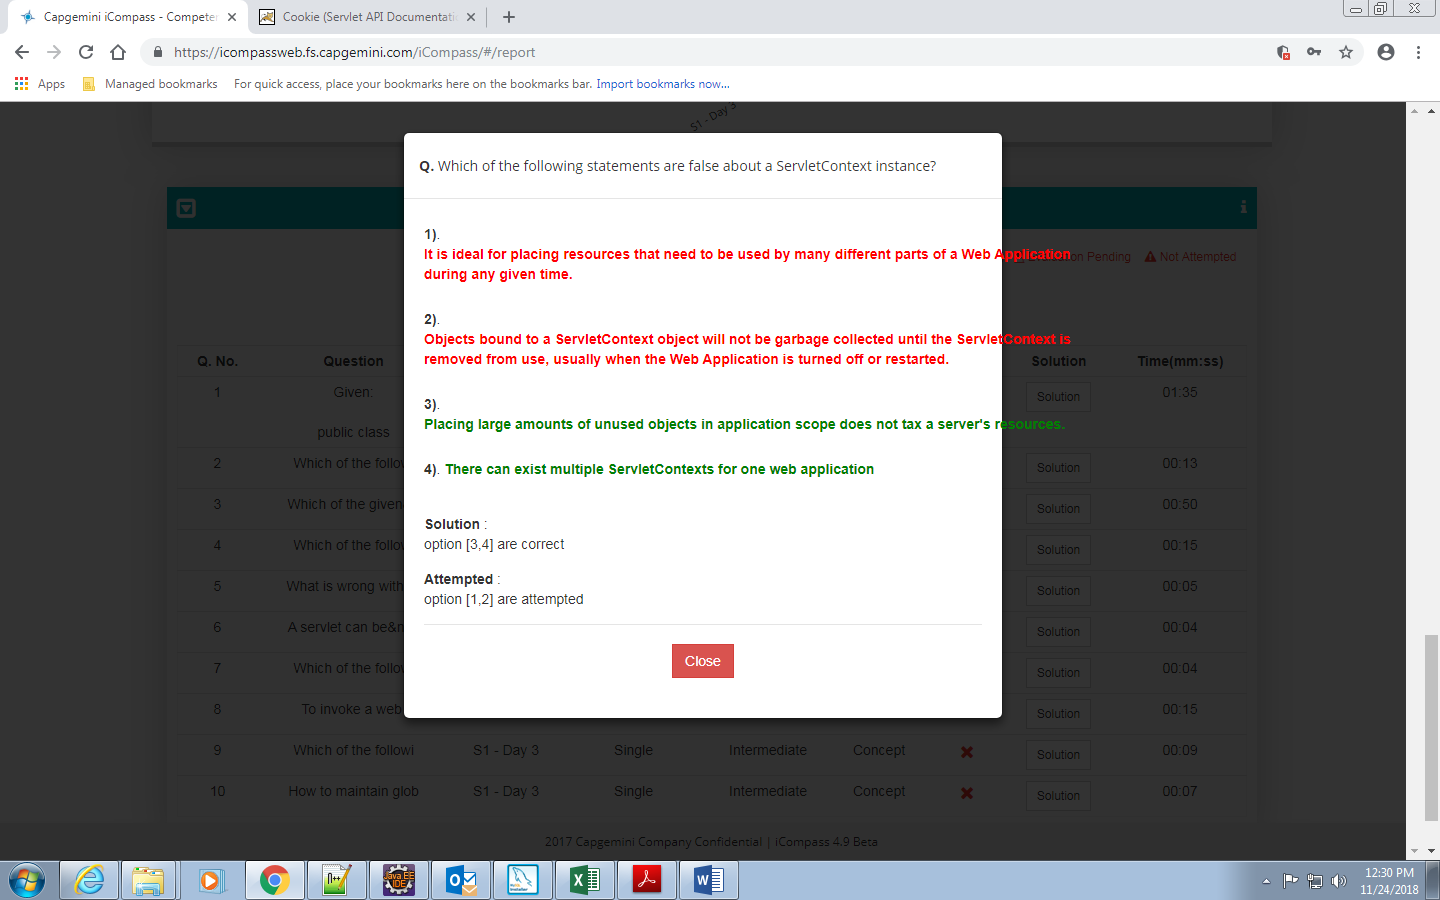 Capgemini iCompass - Competen
Cookie (Servlet API Documentati
https://icompassweb.fs.capgemini.com/iCompass/#/report
Apps
Managed bookmarks
For quick access, place your bookmarks here on the bookmarks bar. Import bookmarks now...
S1 - Day 3
Q. Which of the following statements are false about a ServletContext instance?
1).
It is ideal for placing resources that need to be used by many different parts of a Web Application
during any given time.
Pending
Not Attempted
2).
Objects bound to a ServletContext object will not be garbage collected until the ServletContext is
removed from use, usually when the Web Application is turned off or restarted.
3).
Placing large amounts of unused objects in application scope does not tax a server's resources.
4). There can exist multiple ServletContexts for one web application
Solution :
option [3,4] are correct
Attempted :
option [1,2] are attempted
Close
Q. No. Question Solution Time(mm:ss)
1 Given: Solution 01:35
public class
2 Which of the follo Solution 00:13
3 Which of the given Solution 00:50
4 Which of the follo Solution 00:15
5 What is wrong with Solution 00:05
6 A servlet can be&n Solution 00:04
7 Which of the follo Solution 00:04
8 To invoke a web Solution 00:15
9 Which of the followi S1 - Day 3 Single Intermediate Concept Solution 00:09
10 How to maintain glob S1 - Day 3 Single Intermediate Concept Solution 00:07
2017 Capgemini Company Confidential | iCompass 4.9 Beta
Java EE
IDE
12:30 PM
11/24/2018